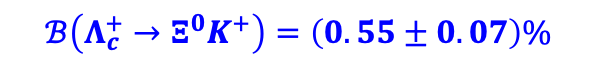 ℬ(Λc⁺ → Ξ⁰K⁺) = (0.55 ± 0.07)%